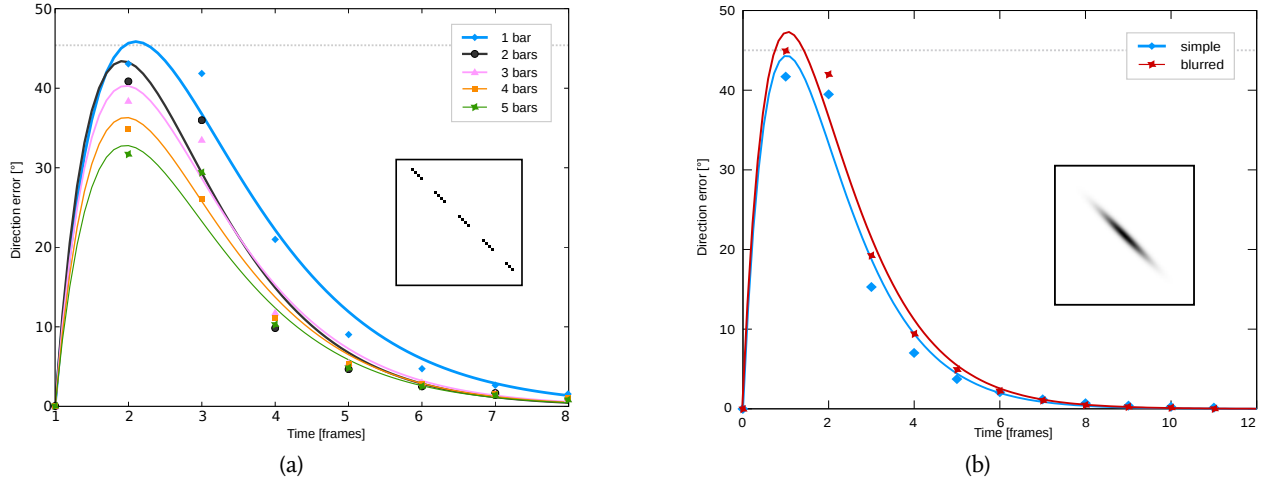 50
40
30
20
10
0
Direction error [°]
1 bar
2 bars
3 bars
4 bars
5 bars
1 2 3 4 5 6 7 8
Time [frames]
(a)
50
40
30
20
10
0
Direction error [°]
simple
blurred
0 2 4 6 8 10 12
Time [frames]
(b)